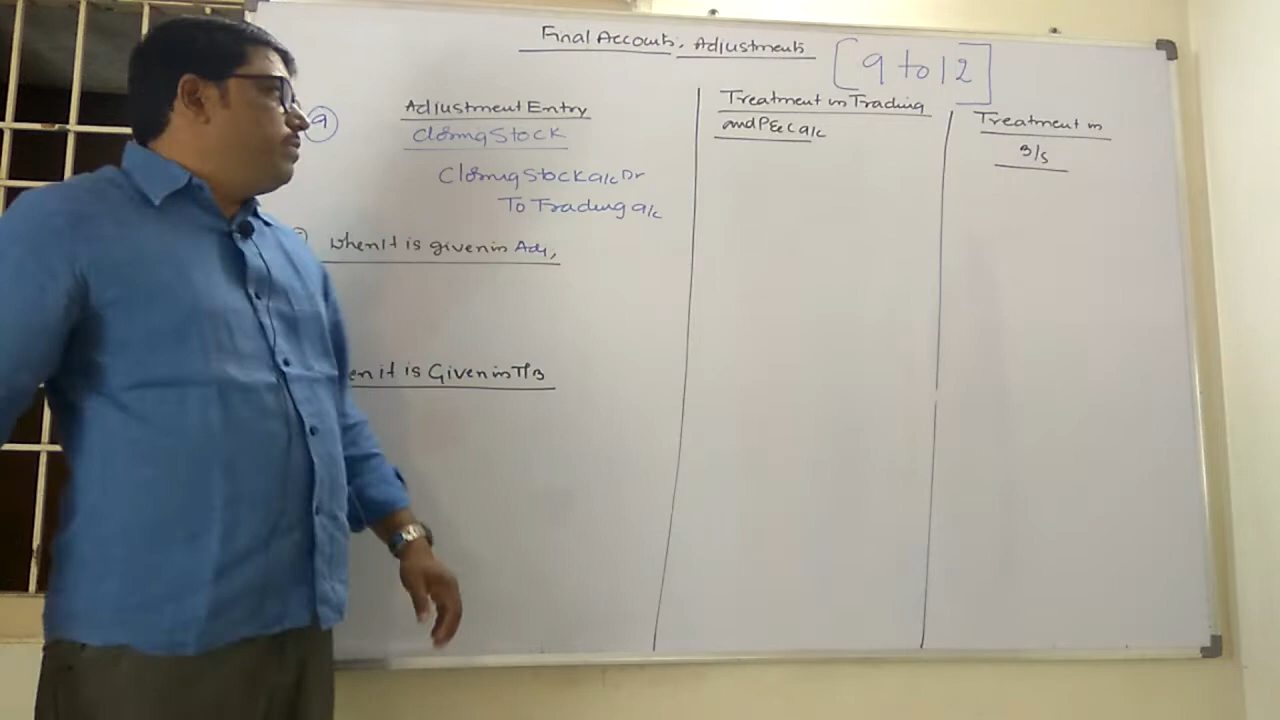 Final Accounts, Adjustments [9 to 12]
9
Adjustment Entry
Closing Stock
Closing Stock a/c Dr
To Trading a/c
When It is given in Adj,
en it is Given in T/B
Treatment in Trading
and P&L a/c
Treatment in
B/S